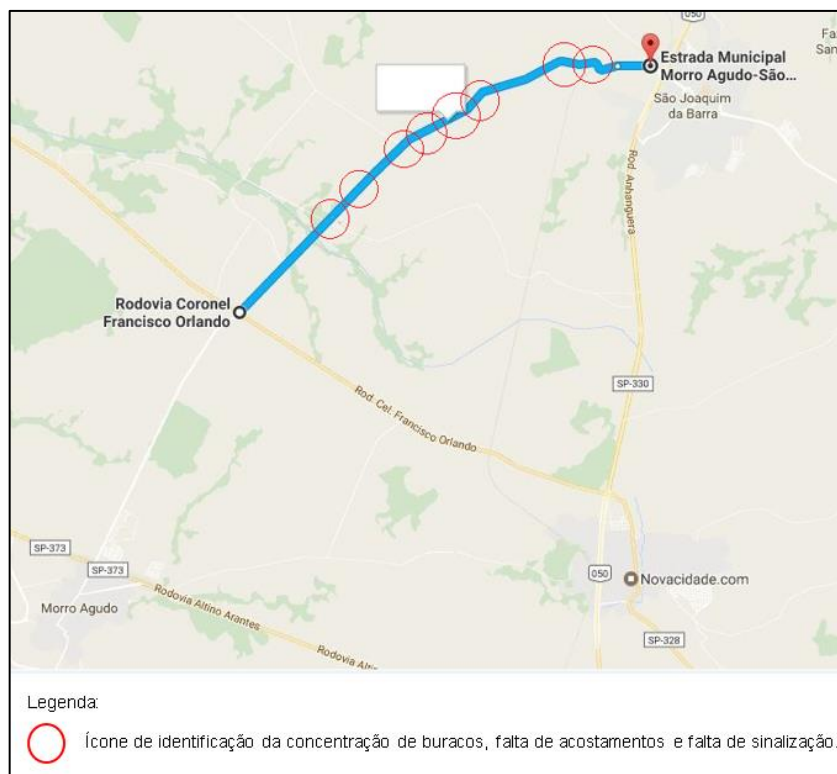 050
Fa
San
Estrada Municipal
Morro Agudo-São...
São Joaquim
da Barra
Rod. Anhanguera
Rodovia Coronel
Francisco Orlando
SP-330
Rod. Cel. Francisco Orlando
SP-373
SP-373
050
Novacidade.com
Morro Agudo
Rodovia Altino Arantes
SP-328
Rodovia Alti
Legenda:
Ícone de identificação da concentração de buracos, falta de acostamentos e falta de sinalização.